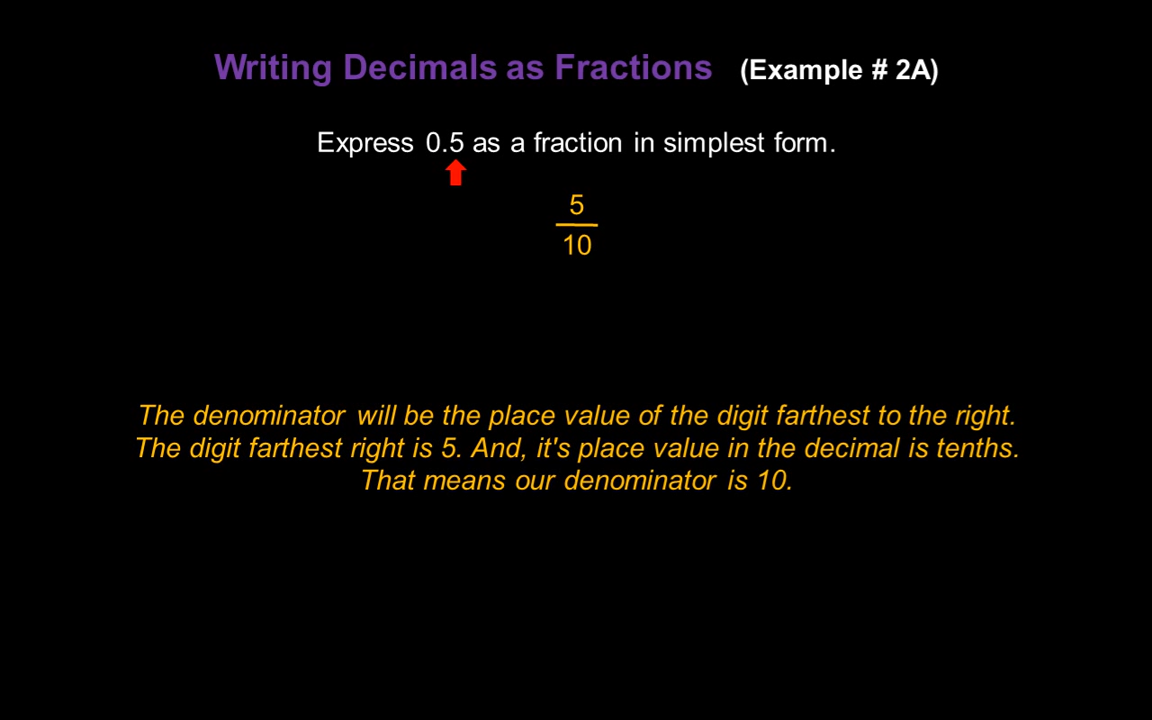 Writing Decimals as Fractions (Example # 2A)
Express 0.5 as a fraction in simplest form.
5
10
The denominator will be the place value of the digit farthest to the right.
The digit farthest right is 5. And, it's place value in the decimal is tenths.
That means our denominator is 10.